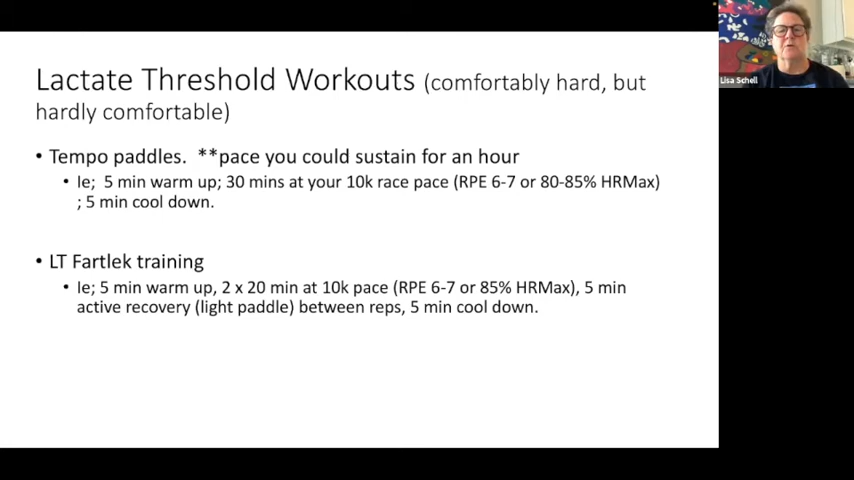 Lactate Threshold Workouts (comfortably hard, but
hardly comfortable)
• Tempo paddles.  **pace you could sustain for an hour
• Ie;  5 min warm up; 30 mins at your 10k race pace (RPE 6-7 or 80-85% HRMax)
; 5 min cool down.
• LT Fartlek training
• Ie; 5 min warm up, 2 x 20 min at 10k pace (RPE 6-7 or 85% HRMax), 5 min
active recovery (light paddle) between reps, 5 min cool down.
Lisa Schell